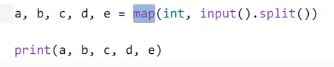 a, b, c, d, e = map(int, input().split())
print(a, b, c, d, e)